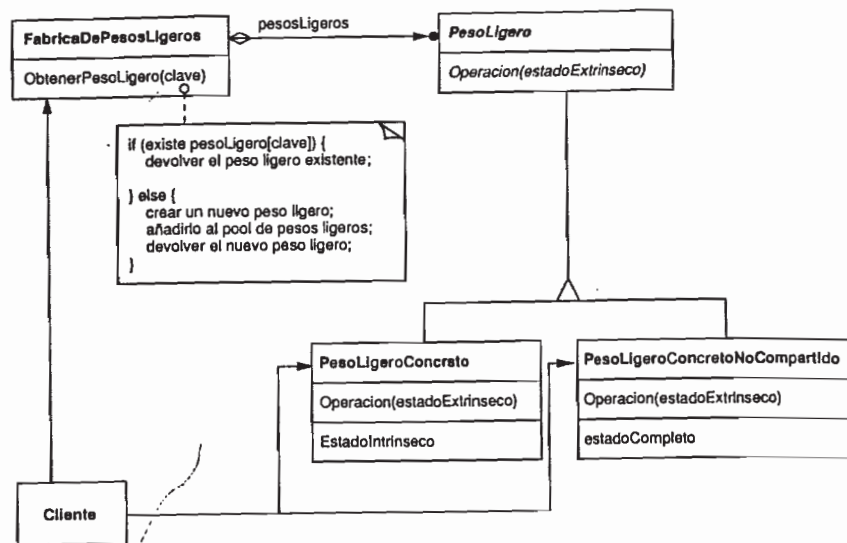 FabricaDePesosLigeros
ObtenerPesoLigero(clave)
pesosLigeros
PesoLigero
Operacion(estadoExtrinseco)
if (existe pesoLigero[clave]) {
devolver el peso ligero existente;
} else {
crear un nuevo peso ligero;
añadirlo al pool de pesos ligeros;
devolver el nuevo peso ligero;
}
PesoLigeroConcreto
Operacion(estadoExtrinseco)
EstadoIntrinseco
PesoLigeroConcretoNoCompartido
Operacion(estadoExtrinseco)
estadoCompleto
Cliente